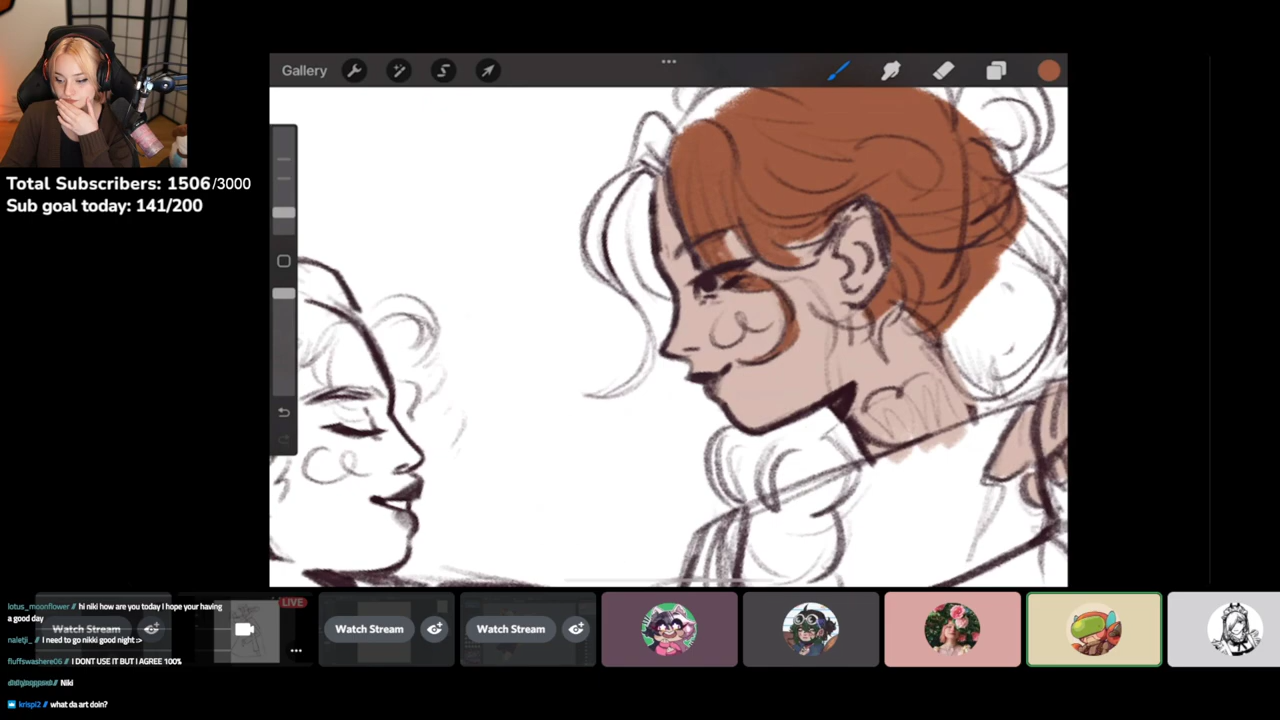 Gallery
Total Subscribers: 1506/3000
Sub goal today: 141/200
LIVE
Watch Stream
Watch Stream
Watch Stream
lotus_moonflower // hi niki how are you today I hope your having
a good day
naletji_ // I need to go nikki good night :>
fluffswashere06 // I DONT USE IT BUT I AGREE 100%
// Niki
krispi2 // what da art doin?